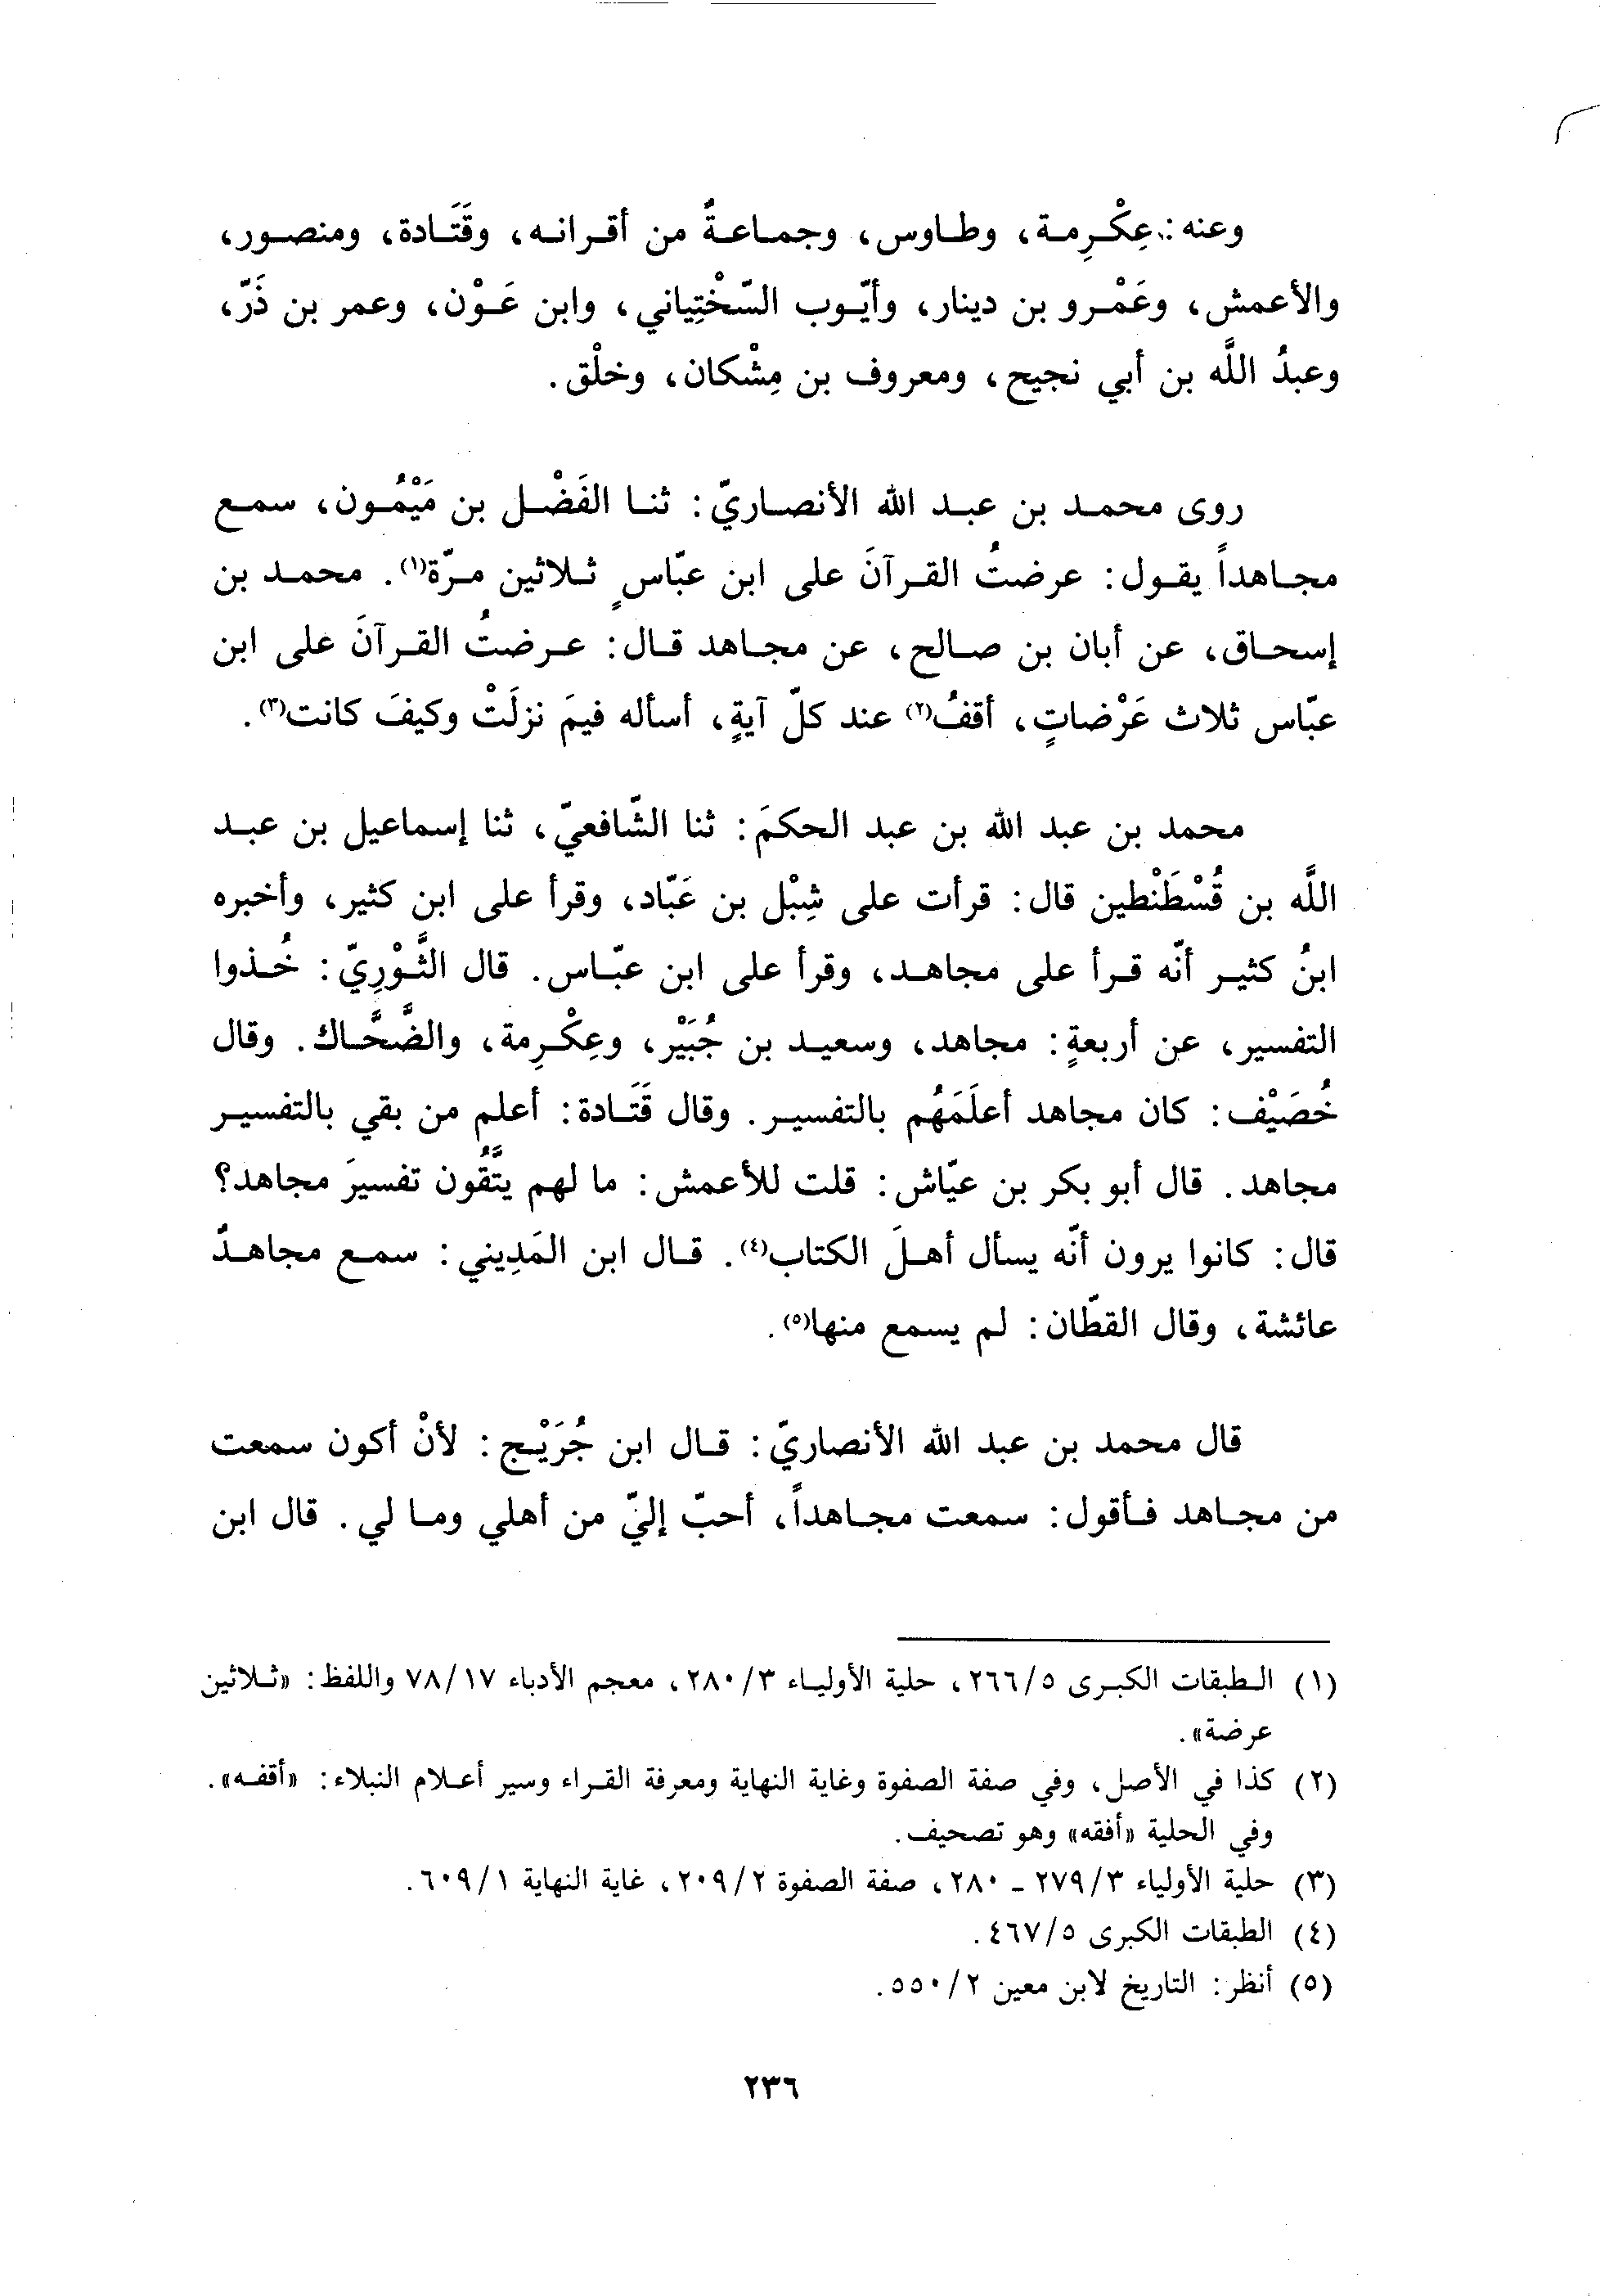 وعنه: عِكْرِمة، وطاوس، وجماعةٌ من أقرانه، وقَتَادة، ومنصور،
والأعمش، وعَمْرو بن دينار، وأيّوب السّخْتِياني، وابن عَوْن، وعمر بن ذَرّ،
وعبدُ اللَّه بن أبي نجيح، ومعروف بن مِشْكان، وخلْق.
روى محمد بن عبد الله الأنصاريّ: ثنا الفَضْل بن مَيْمُون، سمع
مجاهداً يقول: عرضتُ القرآنَ على ابن عبّاسٍ ثلاثين مرّة(١). محمد بن
إسحاق، عن أبان بن صالح، عن مجاهد قال: عرضتُ القرآنَ على ابن
عبّاس ثلاث عَرْضاتٍ، أقفُ(٢) عند كلّ آيةٍ، أسأله فيمَ نزلَتْ وكيفَ كانت(٣).
محمد بن عبد الله بن عبد الحكمَ: ثنا الشّافعيّ، ثنا إسماعيل بن عبد
اللَّه بن قُسْطَنْطين قال: قرأت على شِبْل بن عَبّاد، وقرأ على ابن كثير، وأخبره
ابنُ كثير أنّه قرأ على مجاهد، وقرأ على ابن عبّاس. قال الثَّوْرِيّ: خُذوا
التفسير، عن أربعةٍ: مجاهد، وسعيد بن جُبَيْر، وعِكْرِمة، والضَّحَّاك. وقال
خُصَيْف: كان مجاهد أعلَمَهُم بالتفسير. وقال قَتَادة: أعلم من بقي بالتفسير
مجاهد. قال أبو بكر بن عيّاش: قلت للأعمش: ما لهم يتَّقُون تفسيرَ مجاهد؟
قال: كانوا يرون أنّه يسأل أهلَ الكتاب(٤). قال ابن المَدِيني: سمع مجاهدٌ
عائشة، وقال القطّان: لم يسمع منها(٥).
قال محمد بن عبد الله الأنصاريّ: قال ابن جُرَيْج: لأنْ أكون سمعت
من مجاهد فأقول: سمعت مجاهداً، أحبّ إليّ من أهلي وما لي. قال ابن
(١) الطبقات الكبرى ٢٦٦/٥، حلية الأولياء ٢٨٠/٣، معجم الأدباء ٧٨/١٧ واللفظ: «ثلاثين
عرضة».
(٢) كذا في الأصل، وفي صفة الصفوة وغاية النهاية ومعرفة القراء وسير أعلام النبلاء: «أقفه».
وفي الحلية «أفقه» وهو تصحيف.
(٣) حلية الأولياء ٢٧٩/٣ ـ ٢٨٠، صفة الصفوة ٢٠٩/٢، غاية النهاية ٦٠٩/١.
(٤) الطبقات الكبرى ٤٦٧/٥.
(٥) أنظر: التاريخ لابن معين ٥٥٠/٢.
٢٣٦